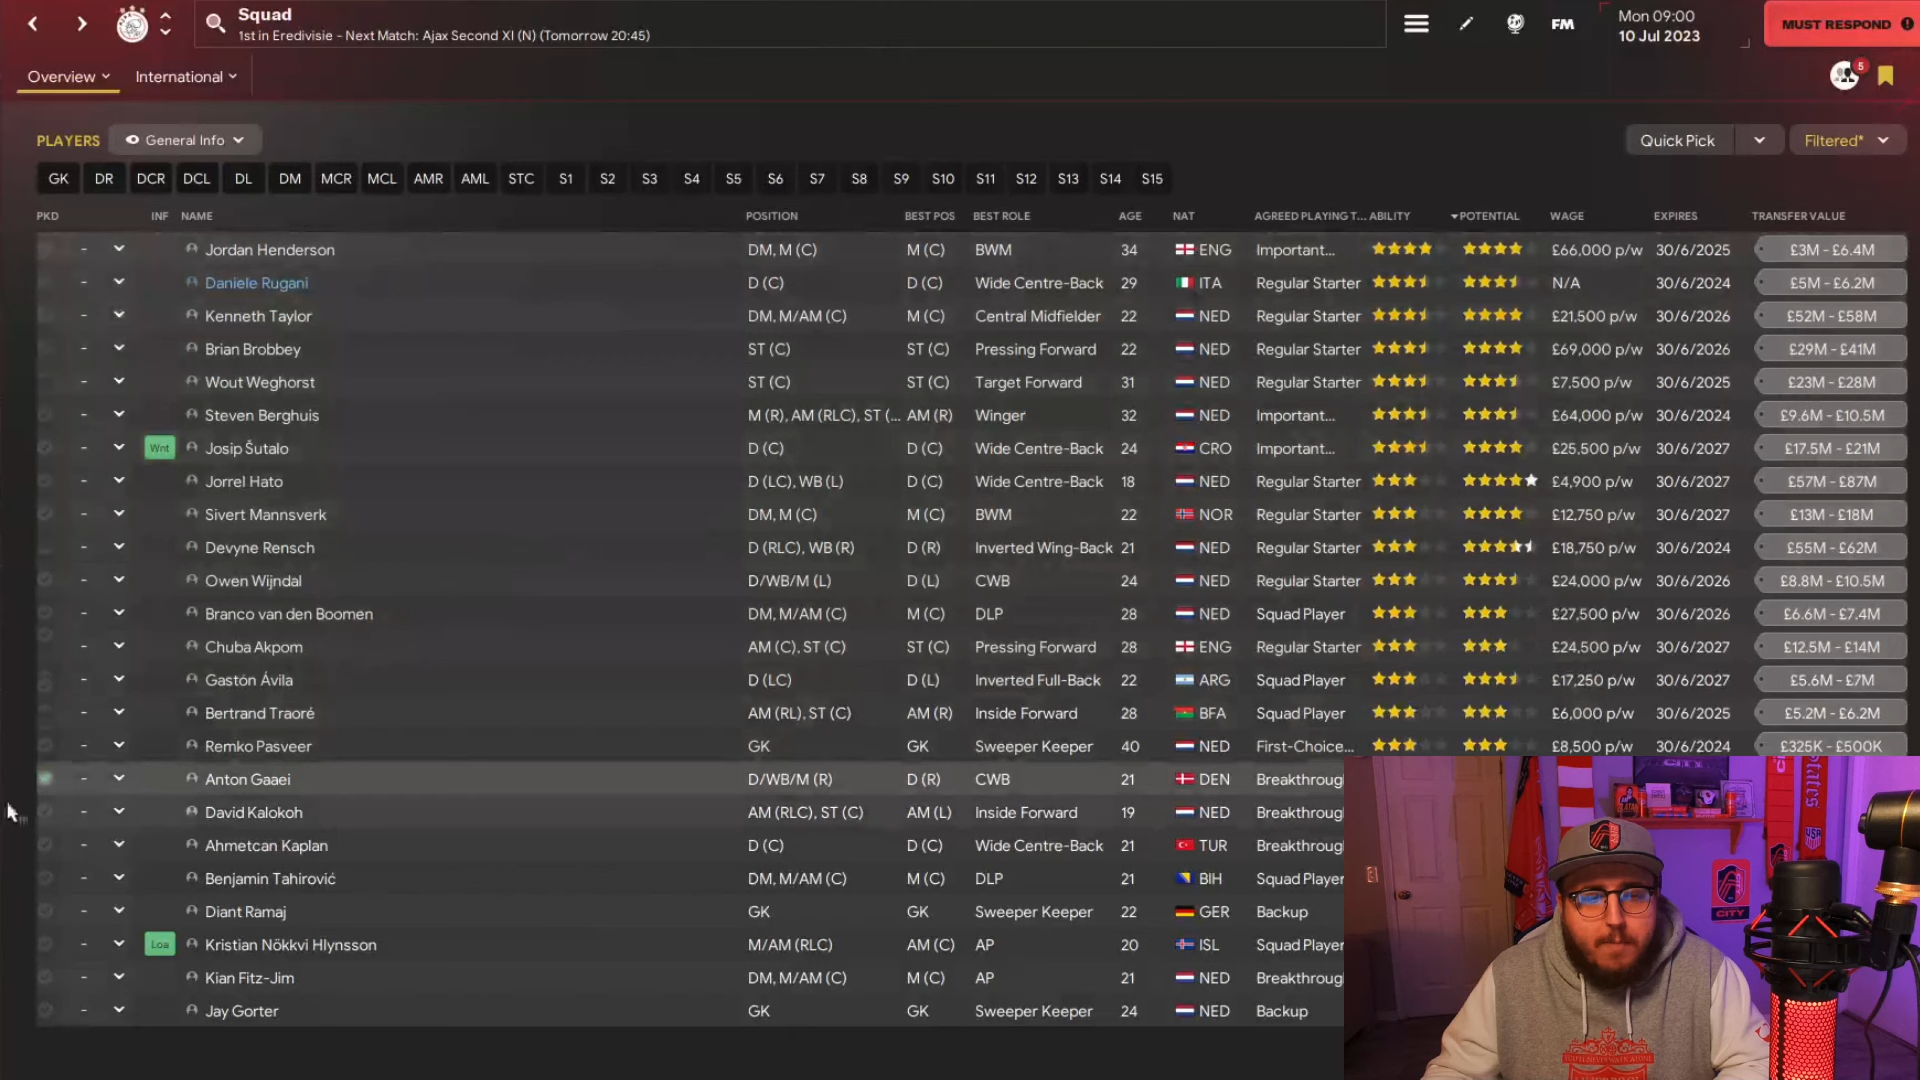 Squad
1st in Eredivisie - Next Match: Ajax Second XI (N) (Tomorrow 20:45)
FM
Mon 09:00
10 Jul 2023
MUST RESPOND
Overview
International
5
PLAYERS
General Info
Quick Pick
Filtered*
GK DR DCR DCL DL DM MCR MCL AMR AML STC S1 S2 S3 S4 S5 S6 S7 S8 S9 S10 S11 S12 S13 S14 S15
PKD INF NAME POSITION BEST POS BEST ROLE AGE NAT AGREED PLAYING T... ABILITY POTENTIAL WAGE EXPIRES TRANSFER VALUE
- Jordan Henderson DM, M (C) M (C) BWM 34 ENG Important... £66,000 p/w 30/6/2025 £3M - £6.4M
- Daniele Rugani D (C) D (C) Wide Centre-Back 29 ITA Regular Starter N/A 30/6/2024 £5M - £6.2M
- Kenneth Taylor DM, M/AM (C) M (C) Central Midfielder 22 NED Regular Starter £21,500 p/w 30/6/2026 £52M - £58M
- Brian Brobbey ST (C) ST (C) Pressing Forward 22 NED Regular Starter £69,000 p/w 30/6/2026 £29M - £41M
- Wout Weghorst ST (C) ST (C) Target Forward 31 NED Regular Starter £7,500 p/w 30/6/2025 £23M - £28M
- Steven Berghuis M (R), AM (RLC), ST (... AM (R) Winger 32 NED Important... £64,000 p/w 30/6/2024 £9.6M - £10.5M
- Wnt Josip Šutalo D (C) D (C) Wide Centre-Back 24 CRO Important... £25,500 p/w 30/6/2027 £17.5M - £21M
- Jorrel Hato D (LC), WB (L) D (C) Wide Centre-Back 18 NED Regular Starter £4,900 p/w 30/6/2027 £57M - £87M
- Sivert Mannsverk DM, M (C) M (C) BWM 22 NOR Regular Starter £12,750 p/w 30/6/2027 £13M - £18M
- Devyne Rensch D (RLC), WB (R) D (R) Inverted Wing-Back 21 NED Regular Starter £18,750 p/w 30/6/2024 £55M - £62M
- Owen Wijndal D/WB/M (L) D (L) CWB 24 NED Regular Starter £24,000 p/w 30/6/2026 £8.8M - £10.5M
- Branco van den Boomen DM, M/AM (C) M (C) DLP 28 NED Squad Player £27,500 p/w 30/6/2026 £6.6M - £7.4M
- Chuba Akpom AM (C), ST (C) ST (C) Pressing Forward 28 ENG Regular Starter £24,500 p/w 30/6/2027 £12.5M - £14M
- Gastón Ávila D (LC) D (L) Inverted Full-Back 22 ARG Squad Player £17,250 p/w 30/6/2027 £5.6M - £7M
- Bertrand Traoré AM (RL), ST (C) AM (R) Inside Forward 28 BFA Squad Player £6,000 p/w 30/6/2025 £5.2M - £6.2M
- Remko Pasveer GK GK Sweeper Keeper 40 NED First-Choice... £8,500 p/w 30/6/2024 £325K - £500K
- Anton Gaaei D/WB/M (R) D (R) CWB 21 DEN Breakthroug
- David Kalokoh AM (RLC), ST (C) AM (L) Inside Forward 19 NED Breakthroug
- Ahmetcan Kaplan D (C) D (C) Wide Centre-Back 21 TUR Breakthroug
- Benjamin Tahirović DM, M/AM (C) M (C) DLP 21 BIH Squad Player
- Diant Ramaj GK GK Sweeper Keeper 22 GER Backup
- Loa Kristian Nökkvi Hlynsson M/AM (RLC) AM (C) AP 20 ISL Squad Player
- Kian Fitz-Jim DM, M/AM (C) M (C) AP 21 NED Breakthroug
- Jay Gorter GK GK Sweeper Keeper 24 NED Backup
States
USA
CITY